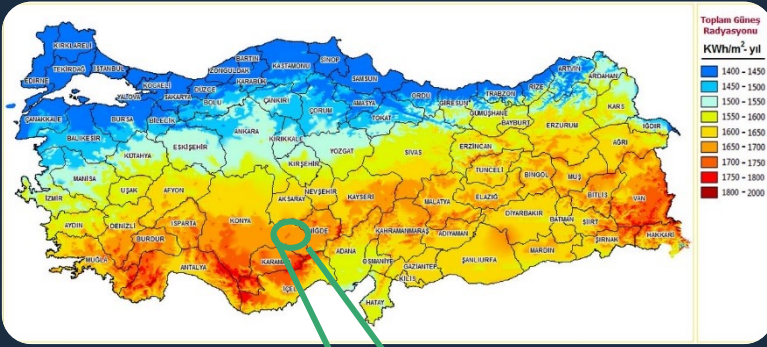 Toplam Güneş
Radyasyonu
KWh/m²- yıl
1400 - 1450
1450 - 1500
1500 - 1550
1550 - 1600
1600 - 1650
1650 - 1700
1700 - 1750
1750 - 1800
1800 - 2000
KIRKLARELİ
TEKİRDAĞ
İSTANBUL
EDİRNE
KOCAELİ
YALOVA
SAKARYA
DÜZCE
BOLU
ZONGULDAK
BARTIN
KARABÜK
KASTAMONU
SİNOP
SAMSUN
ÇANKIRI
ÇORUM
AMASYA
TOKAT
ORDU
GİRESUN
TRABZON
RİZE
ARTVİN
ARDAHAN
GÜMÜŞHANE
BAYBURT
ERZURUM
KARS
IĞDIR
AĞRI
ÇANAKKALE
BALIKESİR
BURSA
BİLECİK
ESKİŞEHİR
KÜTAHYA
ANKARA
KIRIKKALE
KIRŞEHİR
YOZGAT
SİVAS
ERZİNCAN
TUNCELİ
BİNGÖL
MUŞ
BİTLİS
VAN
MANİSA
İZMİR
UŞAK
AFYON
AKSARAY
NEVŞEHİR
KAYSERİ
MALATYA
ELAZIĞ
DİYARBAKIR
BATMAN
SİİRT
ŞIRNAK
HAKKARİ
AYDIN
DENİZLİ
BURDUR
ISPARTA
KONYA
NİĞDE
KAHRAMANMARAŞ
ADIYAMAN
MARDİN
MUĞLA
ANTALYA
KARAMAN
İÇEL
ADANA
OSMANİYE
GAZİANTEP
ŞANLIURFA
KİLİS
HATAY